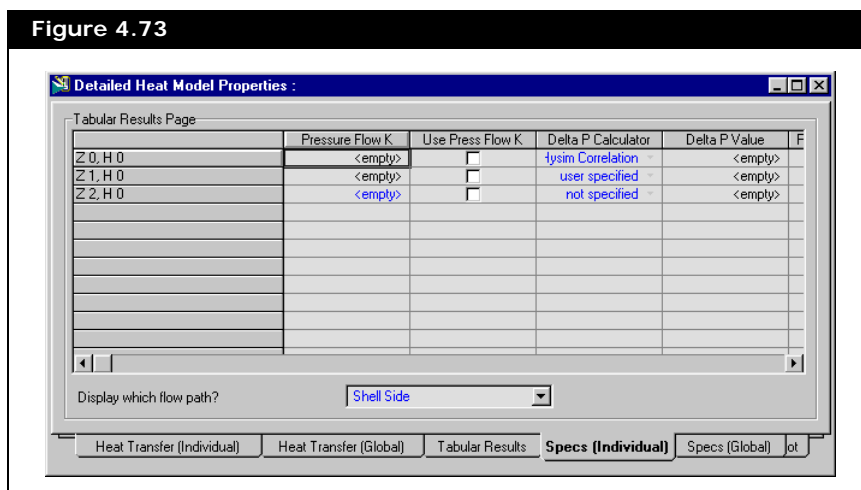 Figure 4.73
Detailed Heat Model Properties :
Tabular Results Page
Pressure Flow K Use Press Flow K Delta P Calculator Delta P Value F
Z 0, H 0 <empty> lysim Correlation <empty>
Z 1, H 0 <empty> user specified <empty>
Z 2, H 0 <empty> not specified <empty>
Display which flow path? Shell Side
Heat Transfer (Individual) Heat Transfer (Global) Tabular Results Specs (Individual) Specs (Global) ot